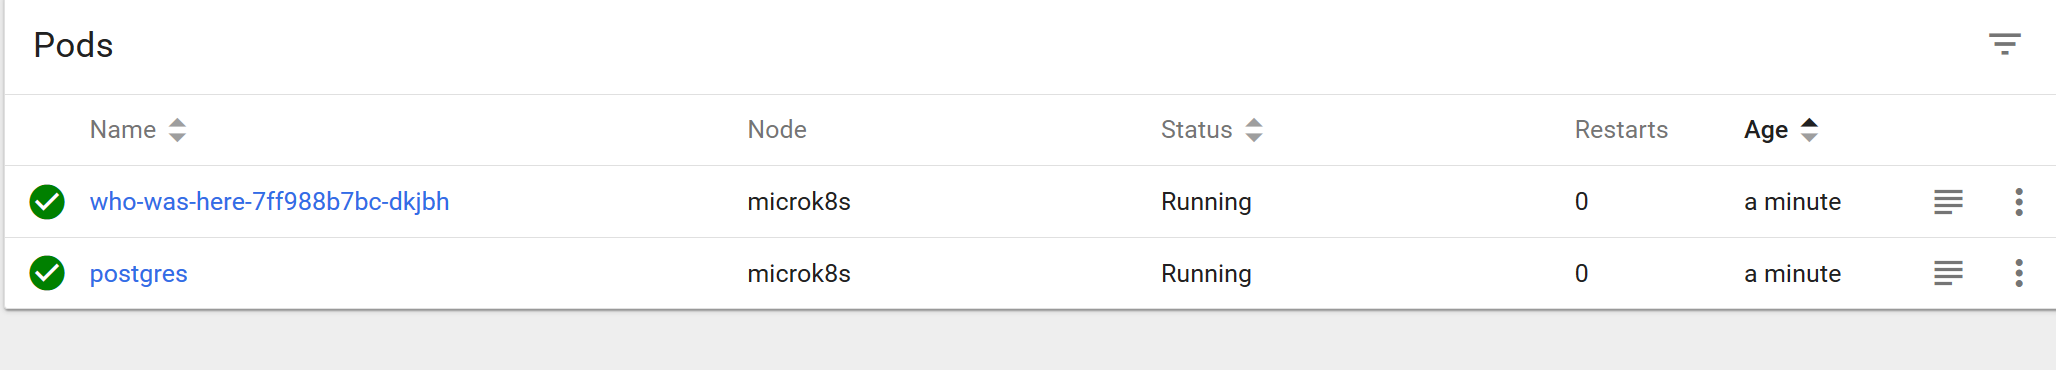 Pods
Name Node Status Restarts Age
who-was-here-7ff988b7bc-dkjbh microk8s Running 0 a minute
postgres microk8s Running 0 a minute